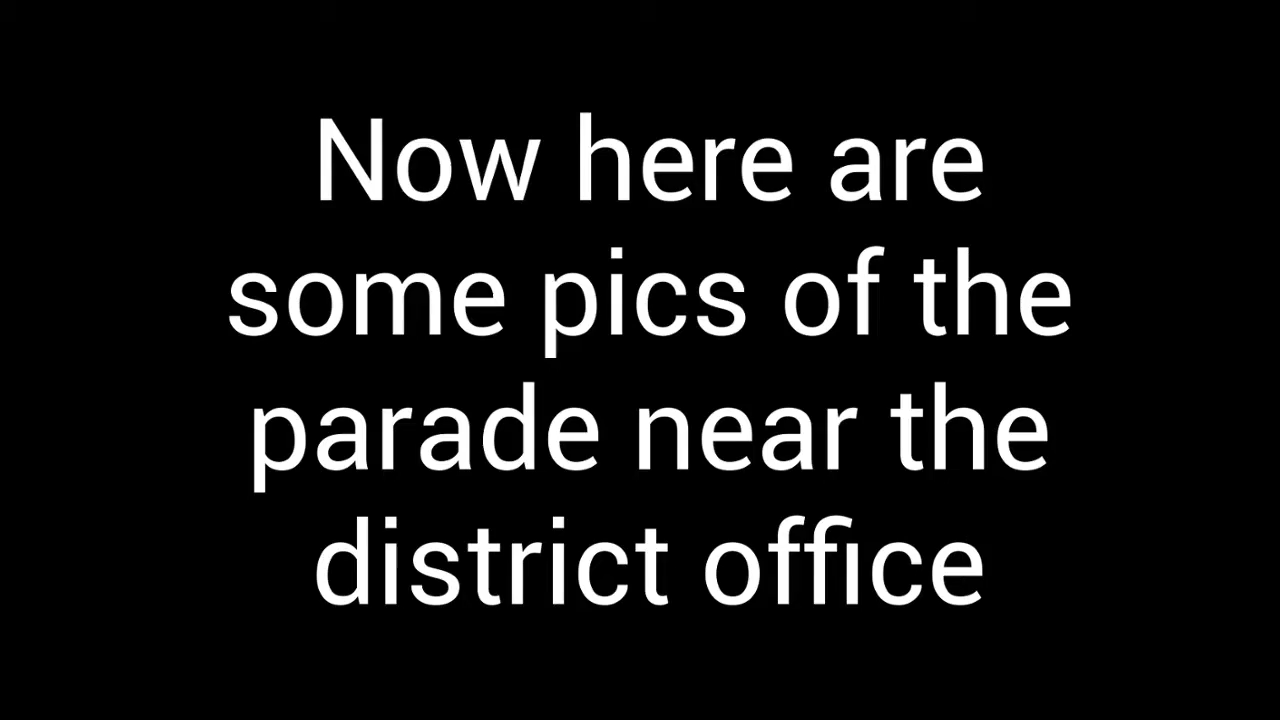 Now here are
some pics of the
parade near the
district office